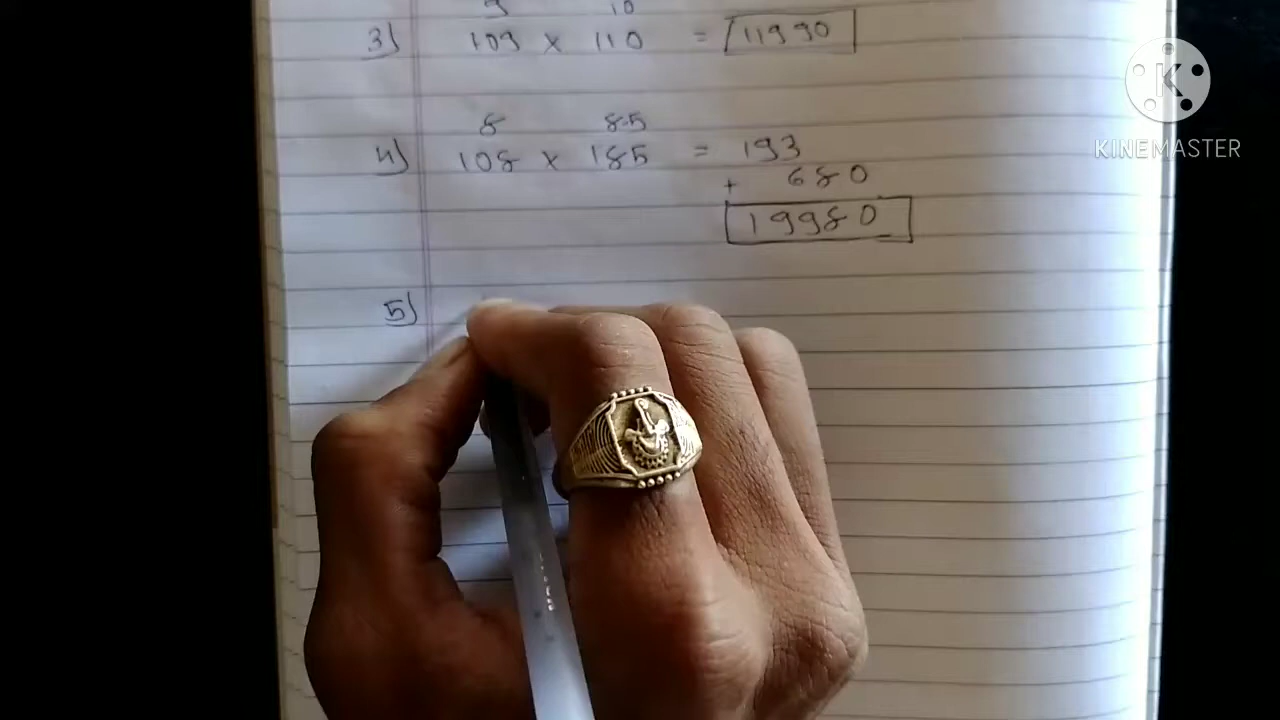 9 10
3) 109 x 110 = 11990
8 85
4) 108 x 185 = 193
+ 680
19980
5)
K
KINEMASTER